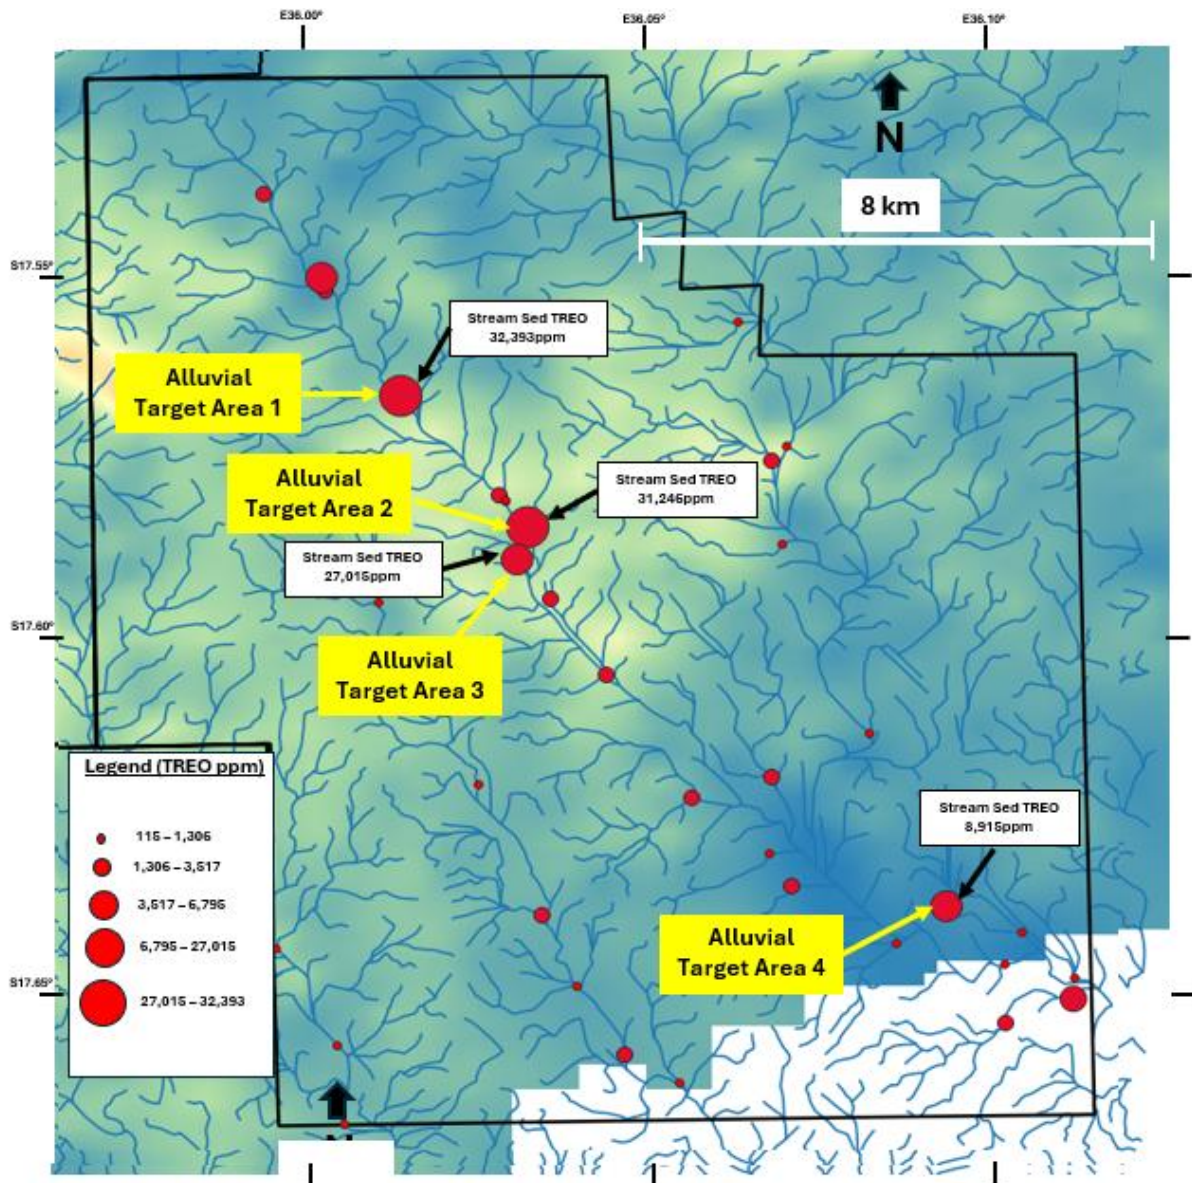 E36.00°
E36.05°
E36.10°
N
8 km
S17.55°
Stream Sed TREO
32,393ppm
Alluvial
Target Area 1
Alluvial
Target Area 2
Stream Sed TREO
31,246ppm
Stream Sed TREO
27,015ppm
S17.60°
Alluvial
Target Area 3
Legend (TREO ppm)
115 – 1,306
1,306 – 3,517
3,517 – 6,795
6,795 – 27,015
27,015 – 32,393
Stream Sed TREO
8,915ppm
Alluvial
Target Area 4
S17.65°